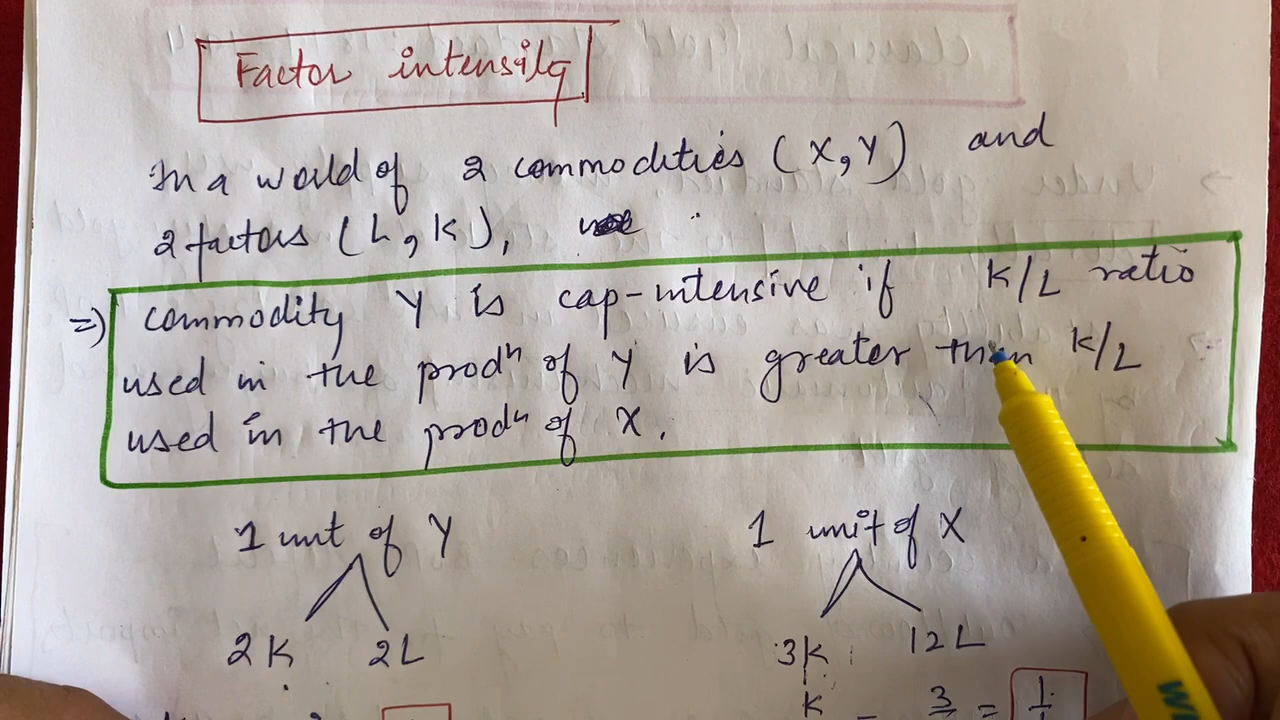 Factor intensity
In a world of 2 commodities (X, Y) and
2 factors (L, K),
=) commodity Y is cap-intensive if K/L ratio
used in the prodⁿ of Y is greater than K/L
used in the prodⁿ of X.
1 unit of Y 1 unit of X
2K 2L 3K 12L
K 3 = 1